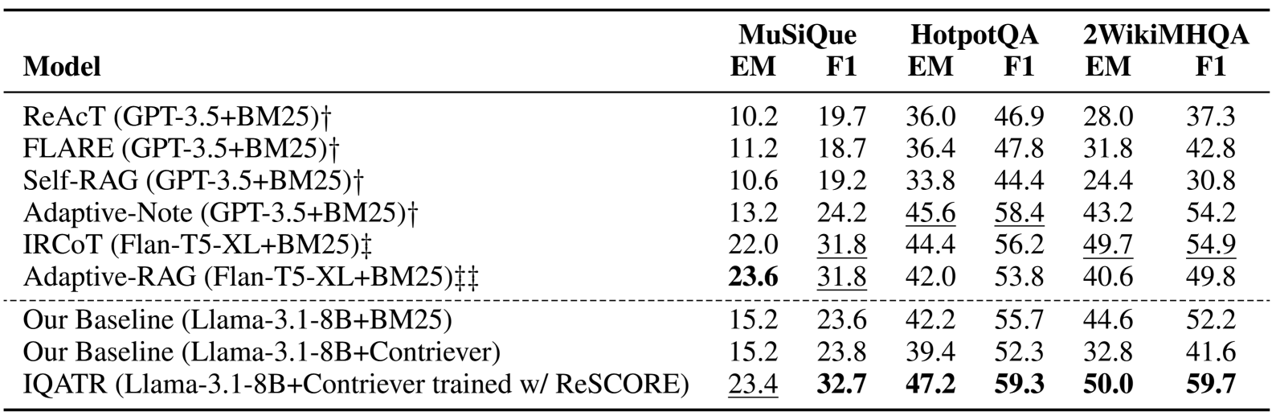 MuSiQue HotpotQA 2WikiMHQA
Model EM F1 EM F1 EM F1
ReAcT (GPT-3.5+BM25)† 10.2 19.7 36.0 46.9 28.0 37.3
FLARE (GPT-3.5+BM25)† 11.2 18.7 36.4 47.8 31.8 42.8
Self-RAG (GPT-3.5+BM25)† 10.6 19.2 33.8 44.4 24.4 30.8
Adaptive-Note (GPT-3.5+BM25)† 13.2 24.2 45.6 58.4 43.2 54.2
IRCoT (Flan-T5-XL+BM25)‡ 22.0 31.8 44.4 56.2 49.7 54.9
Adaptive-RAG (Flan-T5-XL+BM25)‡‡ 23.6 31.8 42.0 53.8 40.6 49.8
Our Baseline (Llama-3.1-8B+BM25) 15.2 23.6 42.2 55.7 44.6 52.2
Our Baseline (Llama-3.1-8B+Contriever) 15.2 23.8 39.4 52.3 32.8 41.6
IQATR (Llama-3.1-8B+Contriever trained w/ ReSCORE) 23.4 32.7 47.2 59.3 50.0 59.7